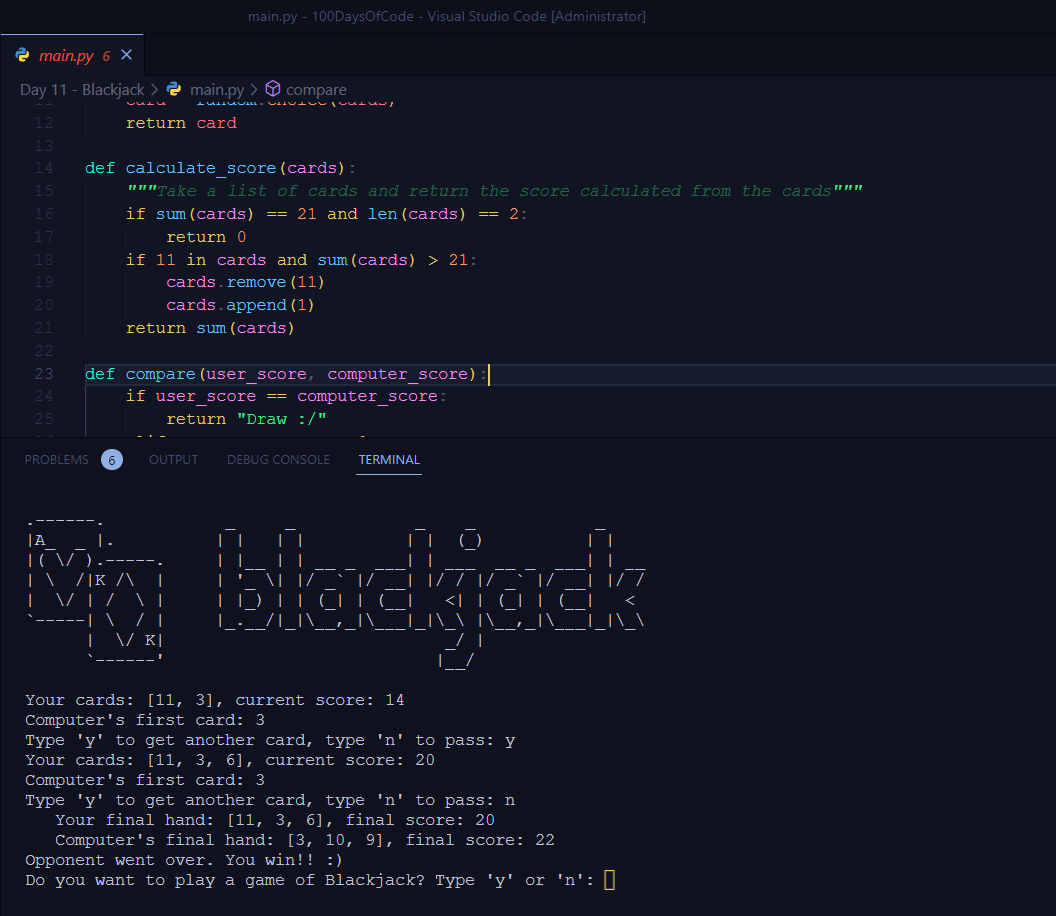 main.py - 100DaysOfCode - Visual Studio Code [Administrator]
main.py 6
Day 11 - Blackjack > main.py > compare
11 card = random.choice(cards)
12 return card
13
14 def calculate_score(cards):
15 """Take a list of cards and return the score calculated from the cards"""
16 if sum(cards) == 21 and len(cards) == 2:
17 return 0
18 if 11 in cards and sum(cards) > 21:
19 cards.remove(11)
20 cards.append(1)
21 return sum(cards)
22
23 def compare(user_score, computer_score):
24 if user_score == computer_score:
25 return "Draw :/"
PROBLEMS 6 OUTPUT DEBUG CONSOLE TERMINAL
A
K
K
blackjack
Your cards: [11, 3], current score: 14
Computer's first card: 3
Type 'y' to get another card, type 'n' to pass: y
Your cards: [11, 3, 6], current score: 20
Computer's first card: 3
Type 'y' to get another card, type 'n' to pass: n
Your final hand: [11, 3, 6], final score: 20
Computer's final hand: [3, 10, 9], final score: 22
Opponent went over. You win!! :)
Do you want to play a game of Blackjack? Type 'y' or 'n':